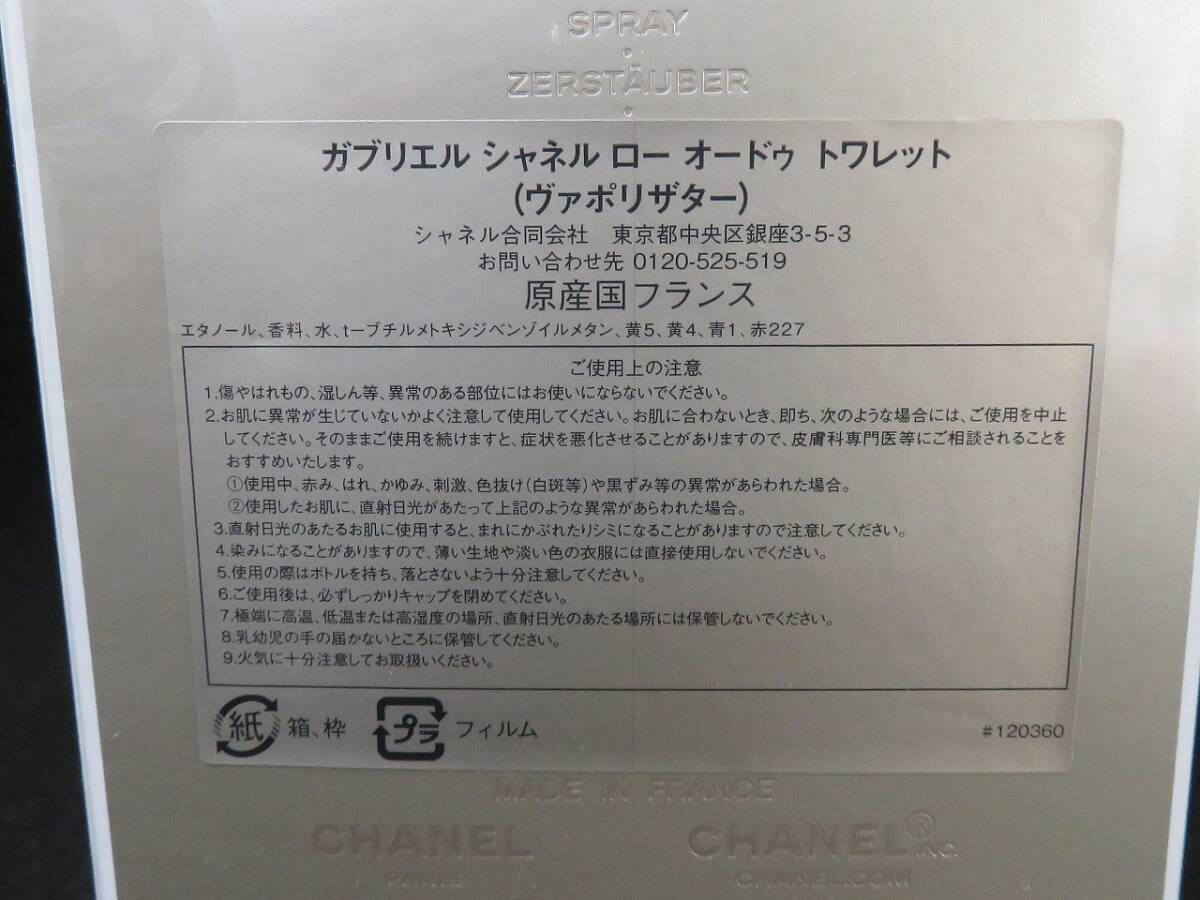 SPRAY
ZERSTÄUBER
ガブリエル シャネル ロー オードゥ トワレット
(ヴァポリザター)
シャネル合同会社　東京都中央区銀座3-5-3
お問い合わせ先 0120-525-519
原産国フランス
エタノール、香料、水、t-ブチルメトキシジベンゾイルメタン、黄5、黄4、青1、赤227
ご使用上の注意
1.傷やはれもの、湿しん等、異常のある部位にはお使いにならないでください。
2.お肌に異常が生じていないかよく注意して使用してください。お肌に合わないとき、即ち、次のような場合には、ご使用を中止
してください。そのままご使用を続けますと、症状を悪化させることがありますので、皮膚科専門医等にご相談されることを
おすすめいたします。
①使用中、赤み、はれ、かゆみ、刺激、色抜け(白斑等)や黒ずみ等の異常があらわれた場合。
②使用したお肌に、直射日光があたって上記のような異常があらわれた場合。
3.直射日光のあたるお肌に使用すると、まれにかぶれたりシミになることがありますので注意してください。
4.染みになることがありますので、薄い生地や淡い色の衣服には直接使用しないでください。
5.使用の際はボトルを持ち、落とさないよう十分注意してください。
6.ご使用後は、必ずしっかりキャップを閉めてください。
7.極端に高温、低温または高湿度の場所、直射日光のあたる場所には保管しないでください。
8.乳幼児の手の届かないところに保管してください。
9.火気に十分注意してお取扱いください。
紙 箱、枠 プラ フィルム #120360
MADE IN FRANCE
CHANEL CHANEL® INC.
PARIS CHANEL.COM